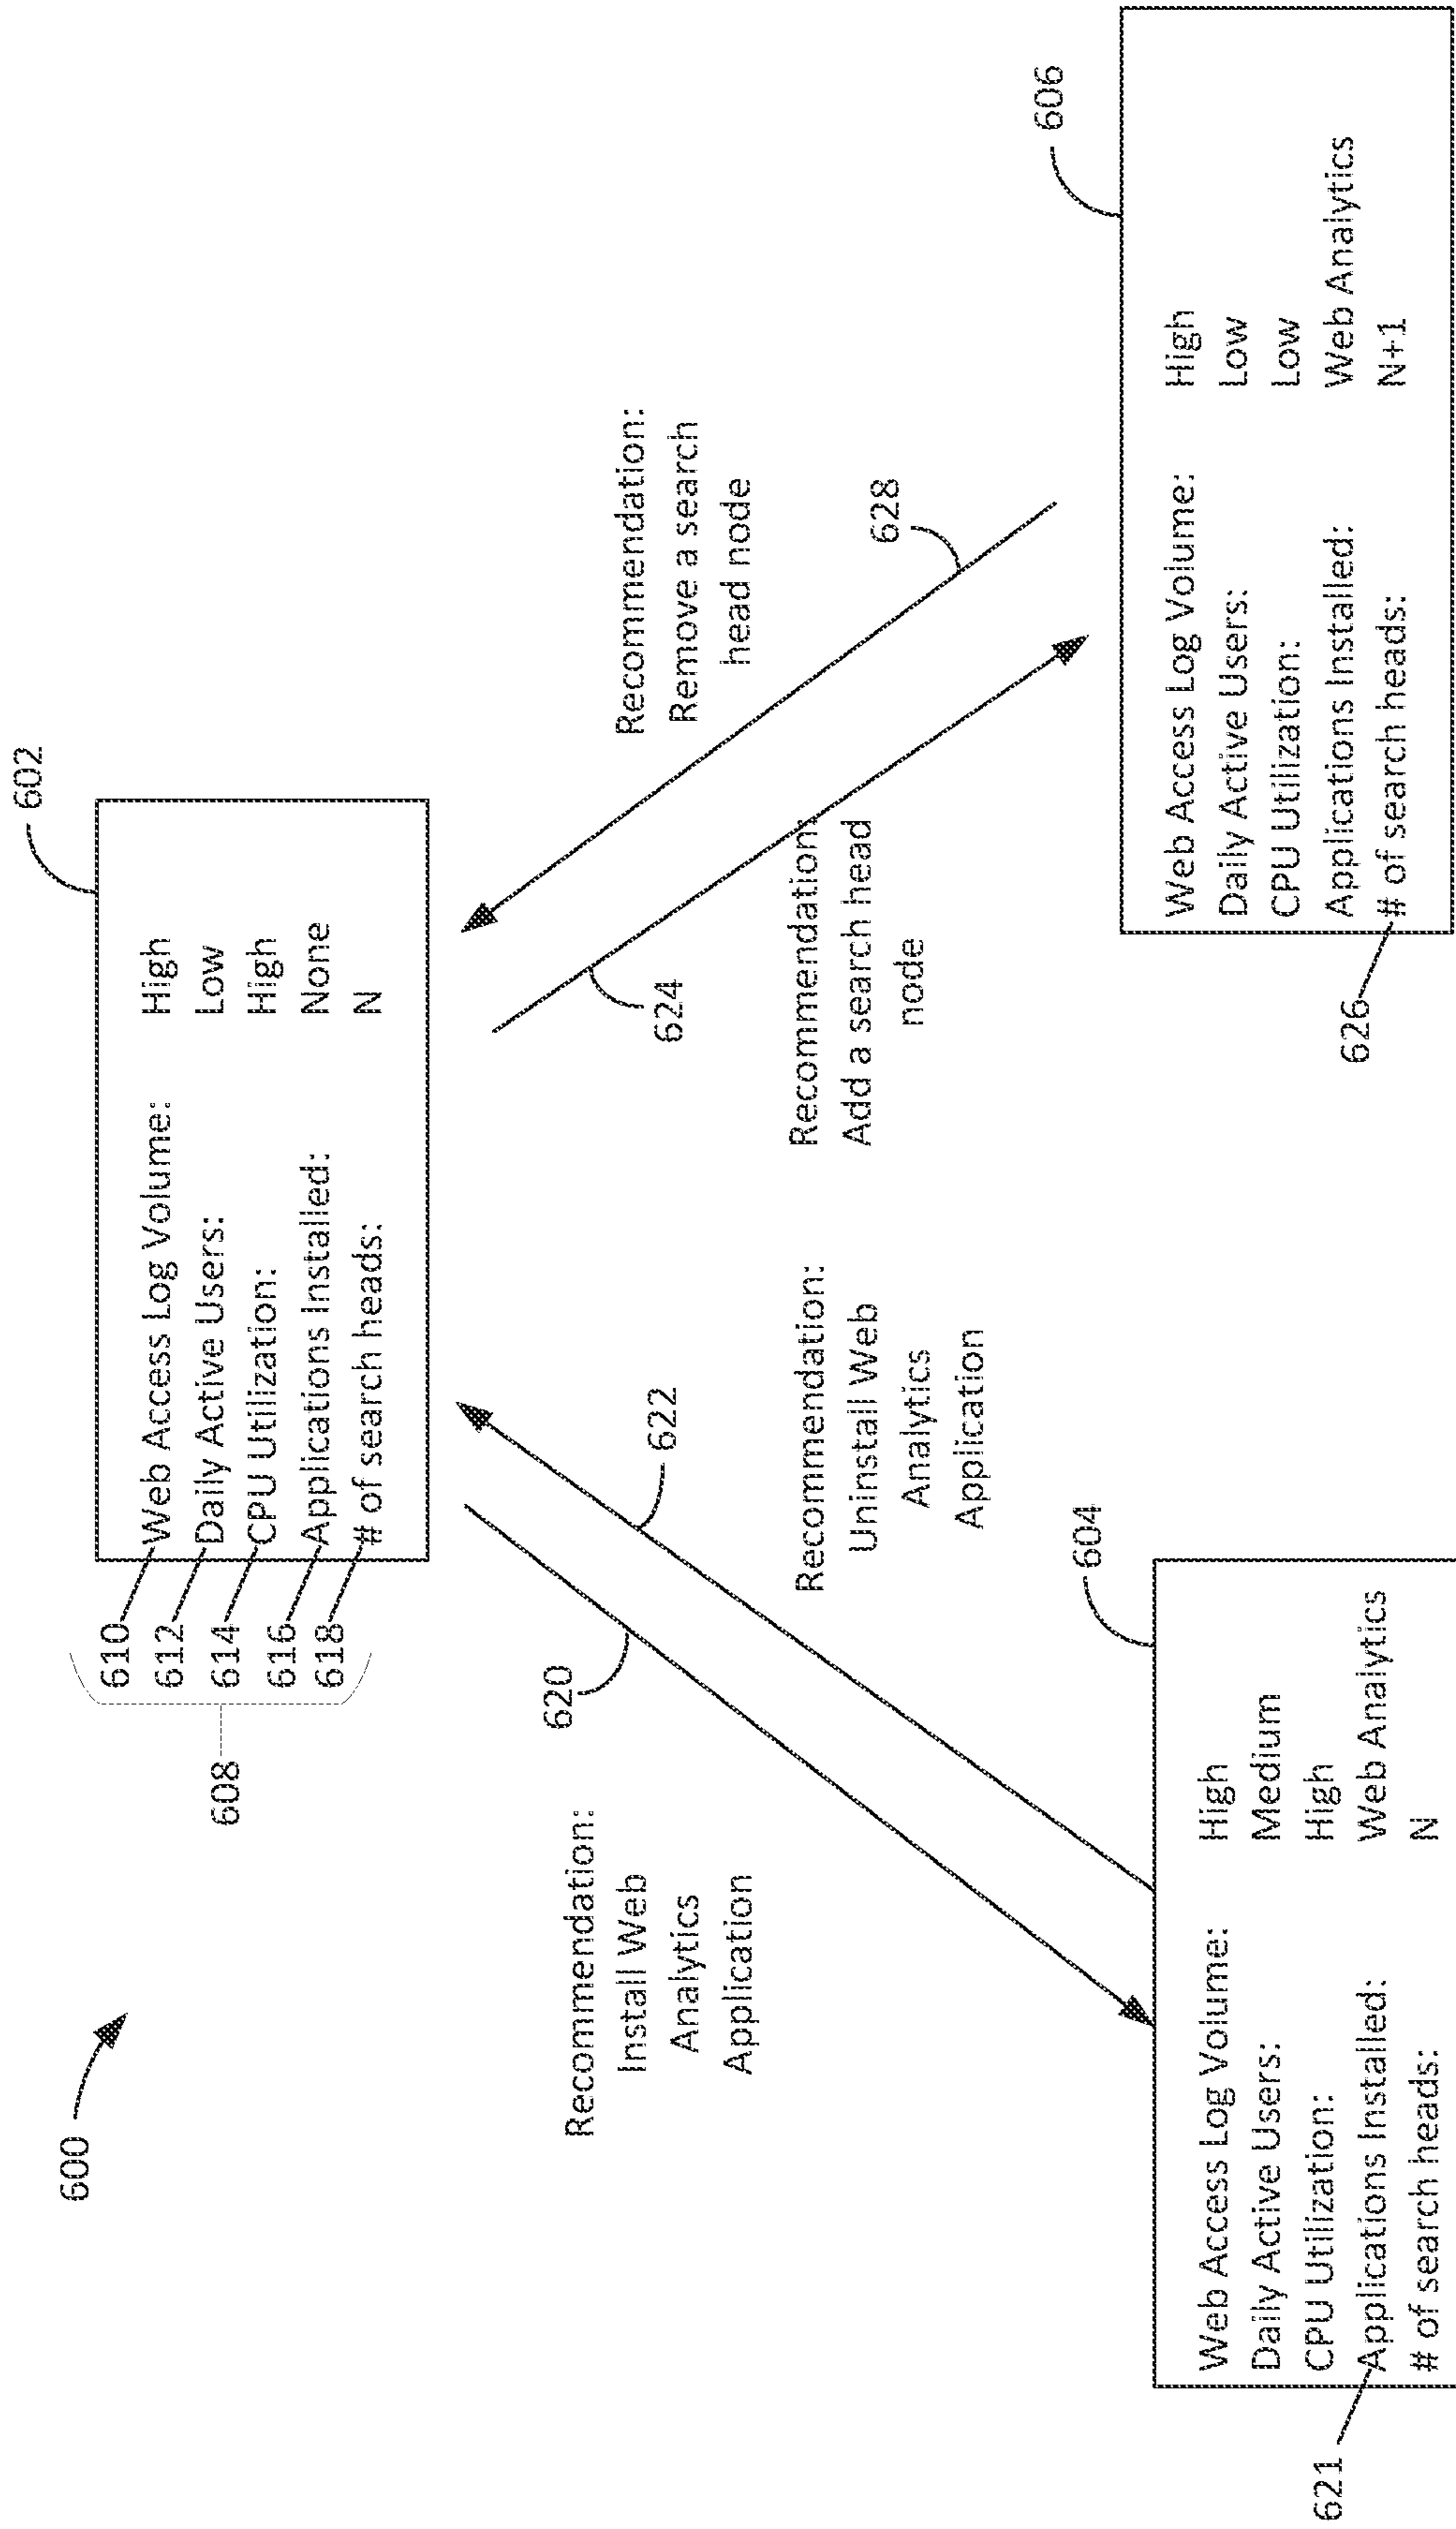 600
602
608
610
612
614
616
618
Web Access Log Volume: High
Daily Active Users: Low
CPU Utilization: High
Applications Installed: None
# of search heads: N
Recommendation:
Install Web
Analytics
Application
620
622
Recommendation:
Uninstall Web
Analytics
Application
624
Recommendation:
Add a search head
node
Recommendation:
Remove a search
head node
628
604
Web Access Log Volume: High
Daily Active Users: Medium
CPU Utilization: High
Applications Installed: Web Analytics
# of search heads: N
621
606
Web Access Log Volume: High
Daily Active Users: Low
CPU Utilization: Low
Applications Installed: Web Analytics
# of search heads: N+1
626